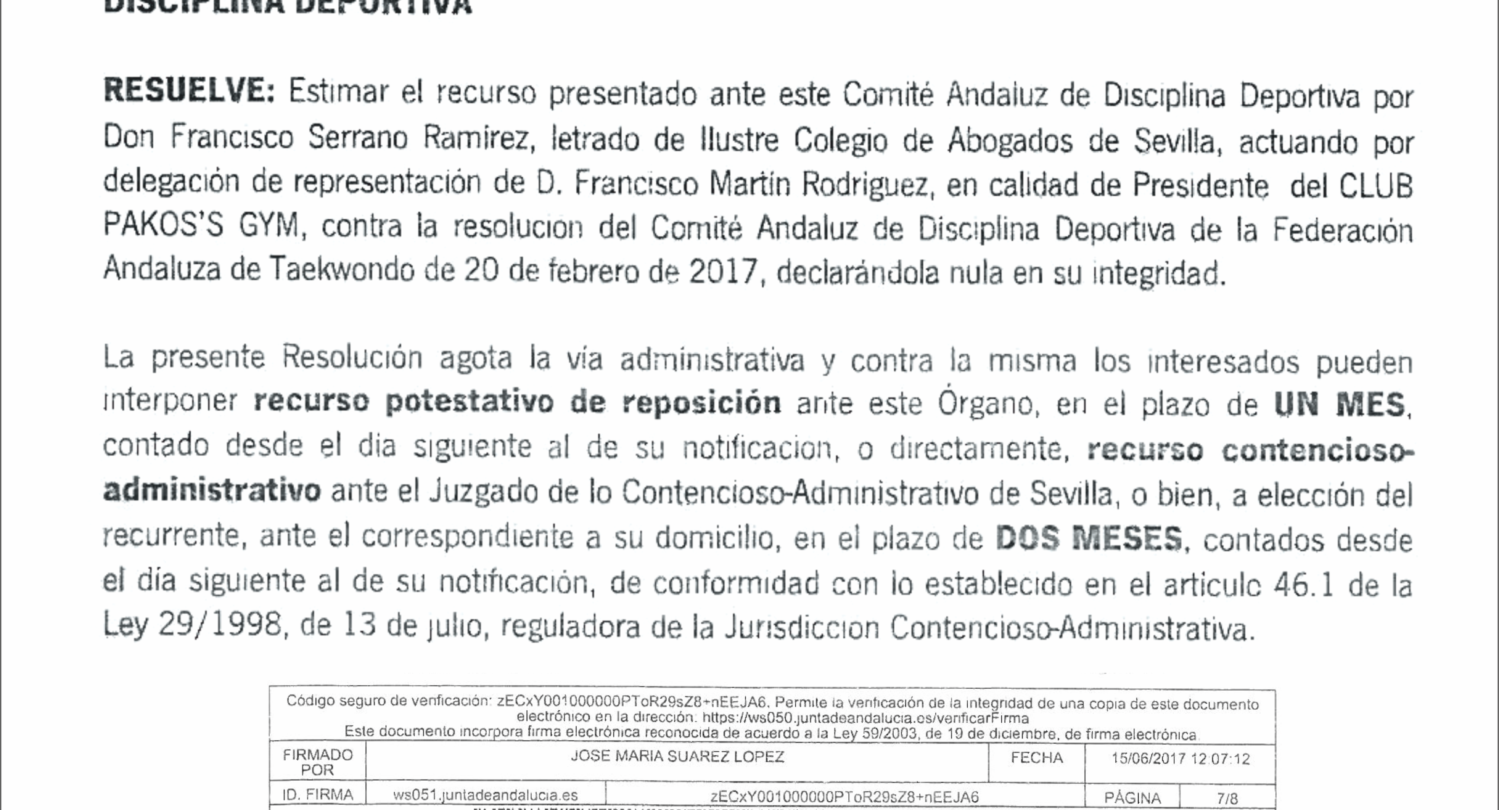 DISCIPLINA DEPORTIVA
RESUELVE: Estimar el recurso presentado ante este Comité Andaluz de Disciplina Deportiva por
Don Francisco Serrano Ramirez, letrado de Ilustre Colegio de Abogados de Sevilla, actuando por
delegación de representación de D. Francisco Martín Rodriguez, en calidad de Presidente del CLUB
PAKOS'S GYM, contra la resolucion del Comité Andaluz de Disciplina Deportiva de la Federación
Andaluza de Taekwondo de 20 de febrero de 2017, declarándola nula en su integridad.
La presente Resolución agota la vía administrativa y contra la misma los interesados pueden
interponer recurso potestativo de reposición ante este Órgano, en el plazo de UN MES,
contado desde el dia siguiente al de su notificacion, o directamente, recurso contencioso-
administrativo ante el Juzgado de lo Contencioso-Administrativo de Sevilla, o bien, a elección del
recurrente, ante el correspondiente a su domicilio, en el plazo de DOS MESES, contados desde
el día siguiente al de su notificación, de conformidad con lo establecido en el articulo 46.1 de la
Ley 29/1998, de 13 de julio, reguladora de la Jurisdiccion Contencioso-Administrativa.
Código seguro de verificación: zECxY001000000PToR29sZ8+nEEJA6. Permite la verificación de la integridad de una copia de este documento
electrónico en la dirección: https://ws050.juntadeandalucia.es/verificarFirma
Este documento incorpora firma electrónica reconocida de acuerdo a la Ley 59/2003, de 19 de diciembre, de firma electrónica.
FIRMADO POR JOSE MARIA SUAREZ LOPEZ FECHA 15/06/2017 12 07:12
ID. FIRMA ws051.juntadeandalucia.es zECxY001000000PToR29sZ8+nEEJA6 PÁGINA 7/8